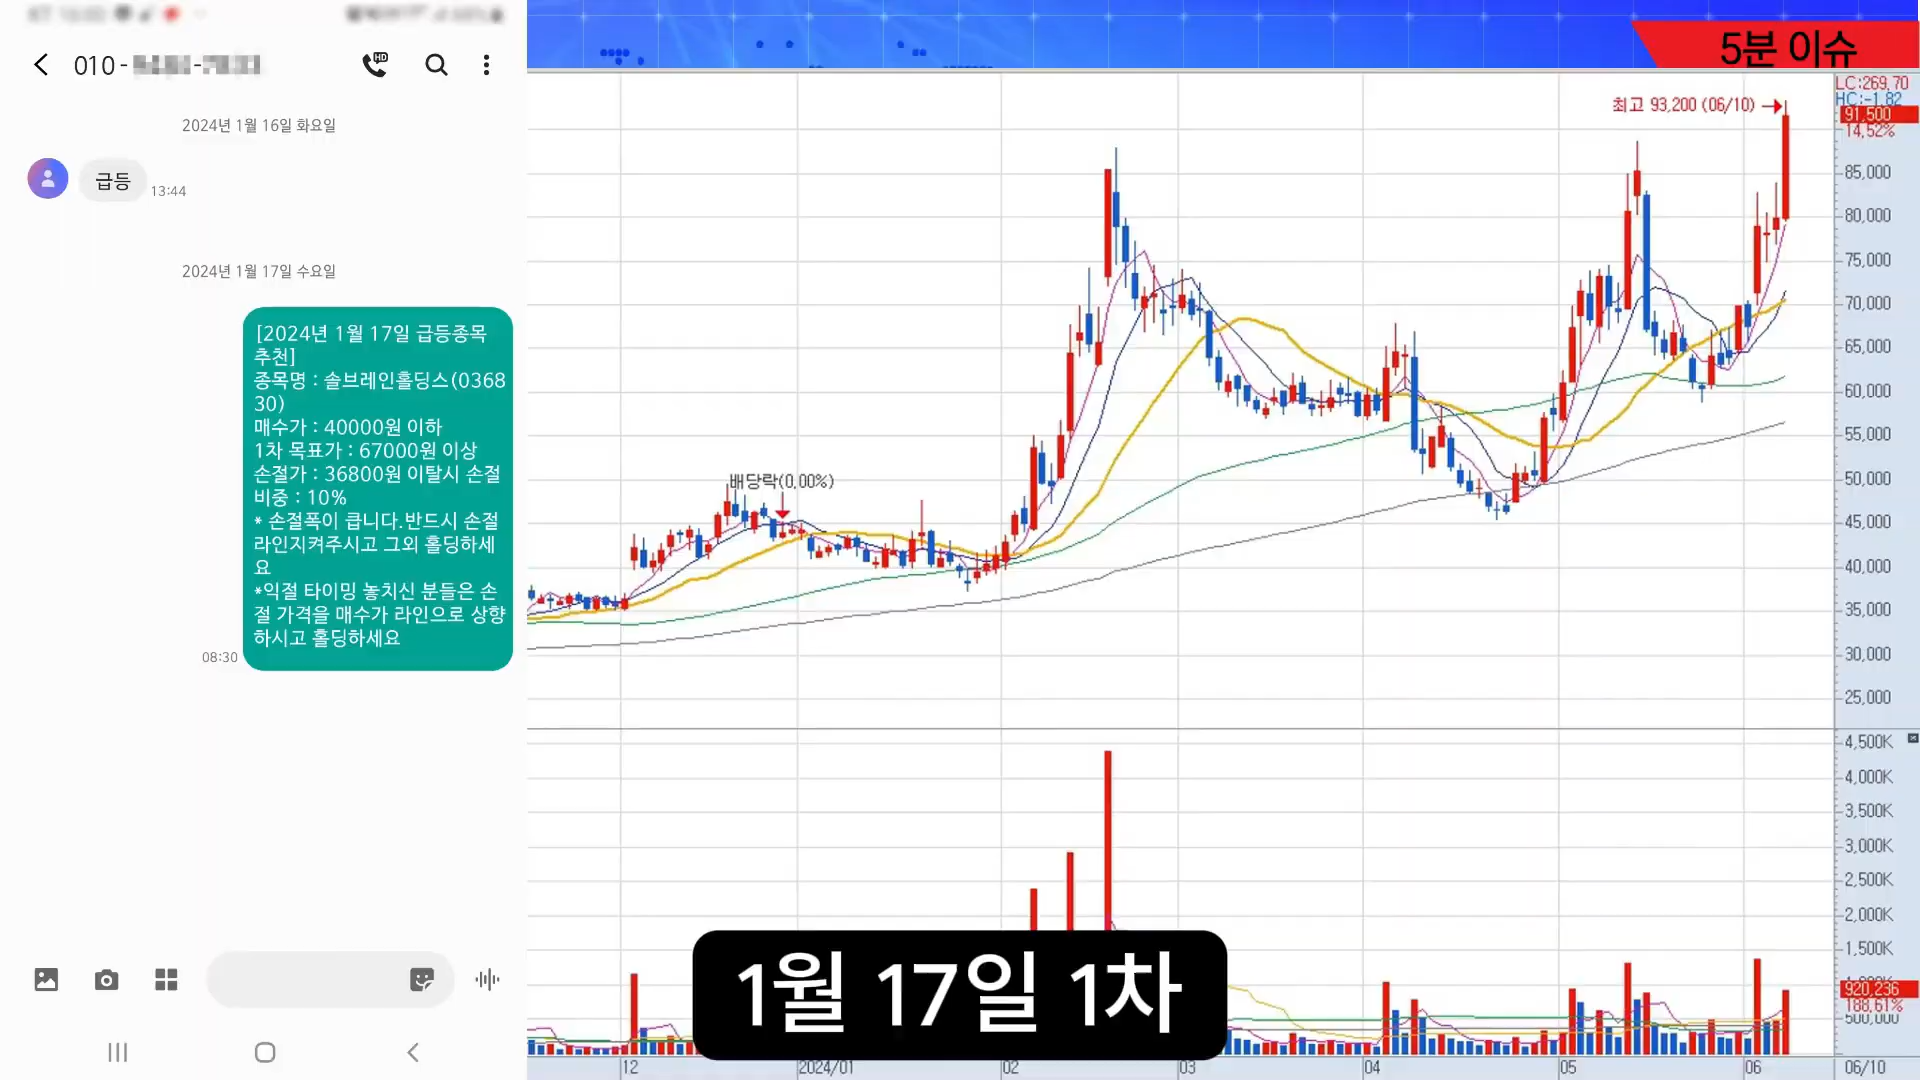 010 -
2024년 1월 16일 화요일
급등
13:44
2024년 1월 17일 수요일
[2024년 1월 17일 급등종목
추천]
종목명 : 솔브레인홀딩스(0368
30)
매수가 : 40000원 이하
1차 목표가 : 67000원 이상
손절가 : 36800원 이탈시 손절
비중 : 10%
* 손절폭이 큽니다.반드시 손절
라인지켜주시고 그외 홀딩하세
요
*익절 타이밍 놓치신 분들은 손
절 가격을 매수가 라인으로 상향
하시고 홀딩하세요
08:30
5분 이슈
최고 93,200 (06/10)
배당락(0.00%)
LC:269.70
HC:-1.82
91,500
14.52%
85,000
80,000
75,000
70,000
65,000
60,000
55,000
50,000
45,000
40,000
35,000
30,000
25,000
4,500K
4,000K
3,500K
3,000K
2,500K
2,000K
1,500K
920,236
188.61%
500,000
12
2024/01
02
03
04
05
06
06/10
1월 17일 1차